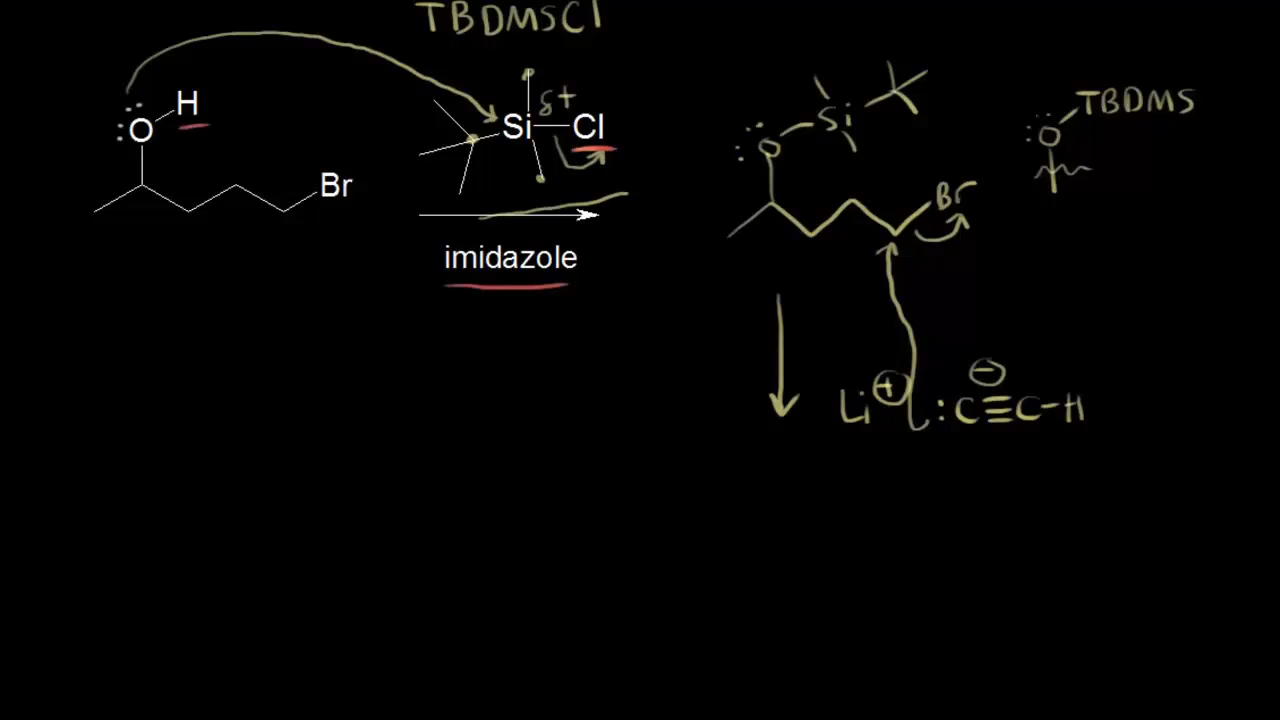 TBDMSCl
:Ö H
Si δ+ Cl
Br
imidazole
:Ö Si
Br
:Ö TBDMS
Li ⊕ :C≡C-H ⊖